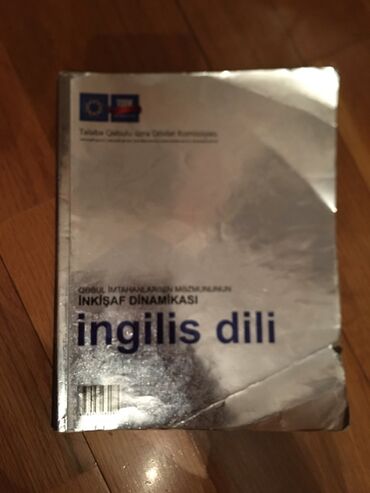 Tələbə Qəbulu üzrə Dövlət Komissiyası
QƏBUL İMTAHANLARININ MƏZMUNUNUN
İNKİŞAF DİNAMİKASI
ingilis dili